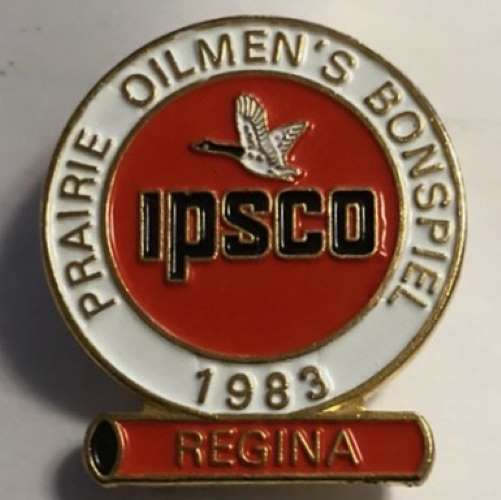 PRAIRIE OILMEN'S BONSPIEL
IPSCO
1983
REGINA